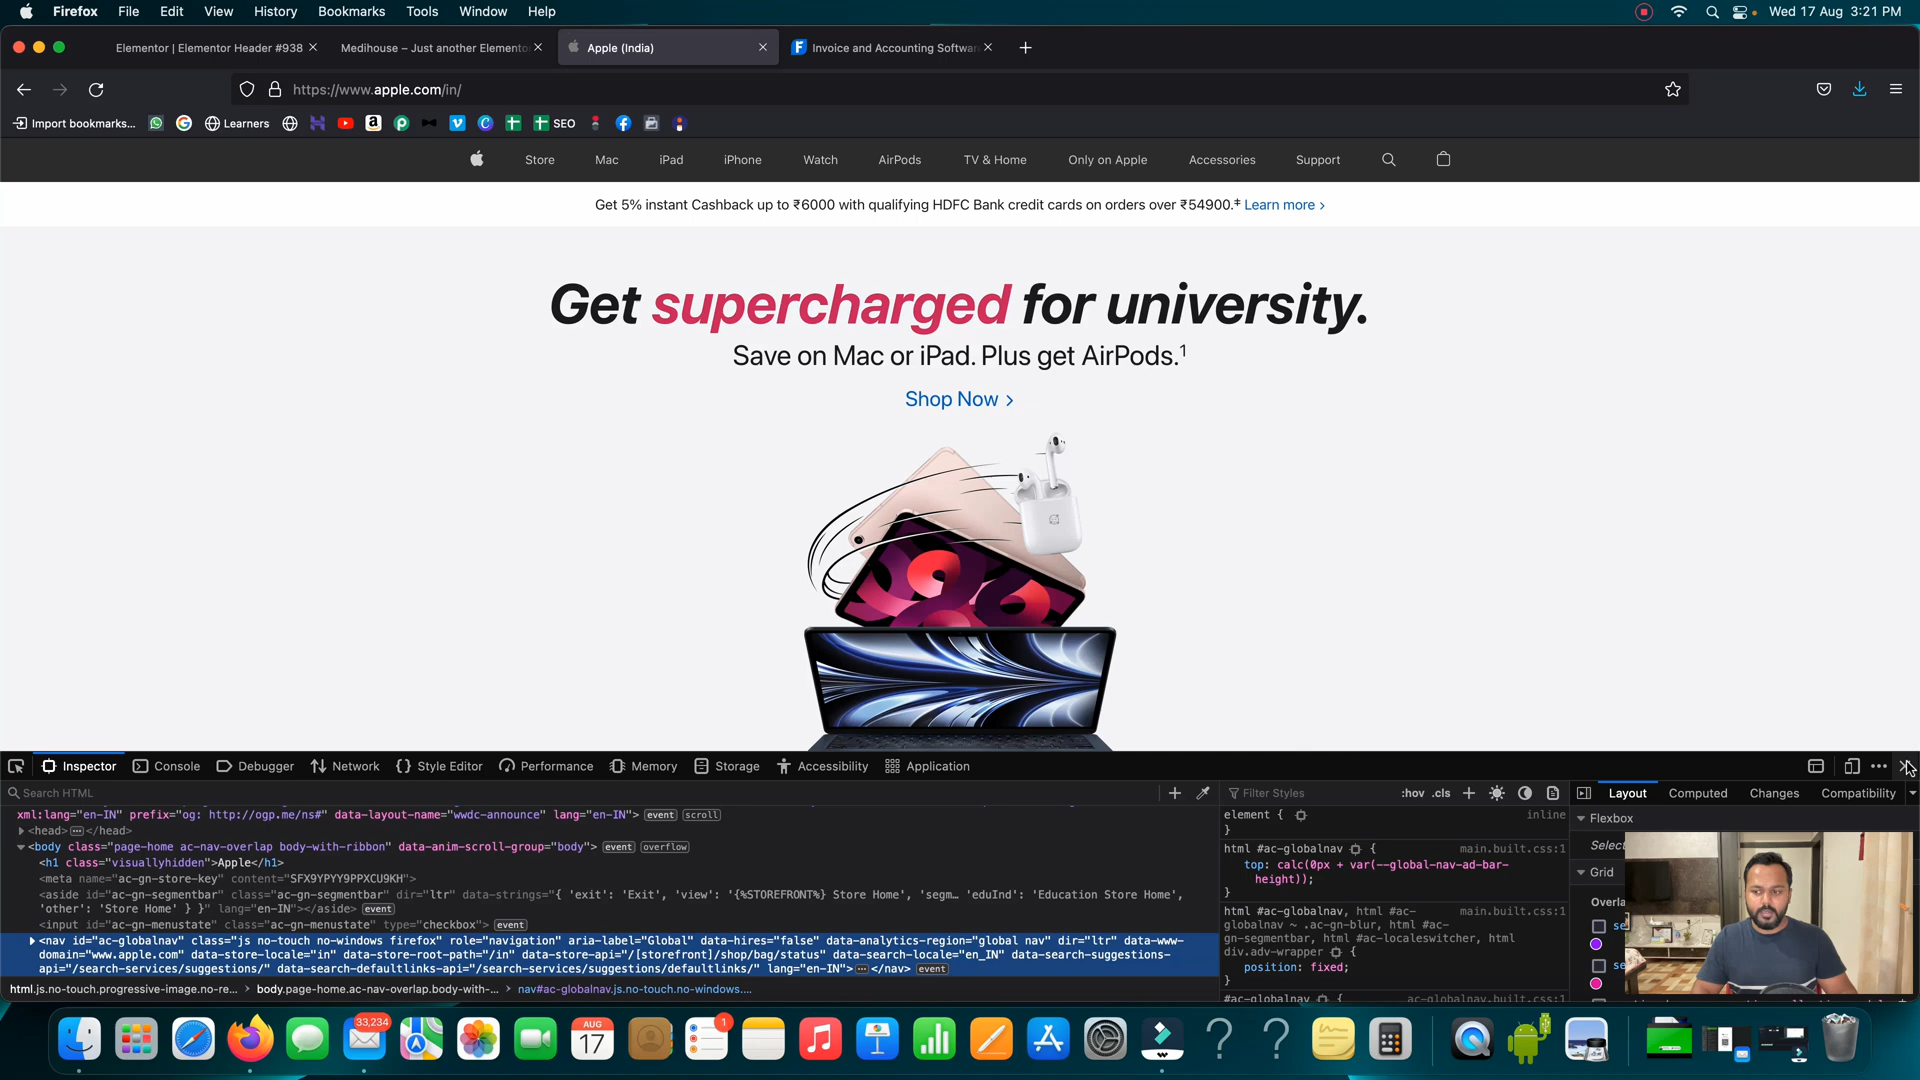 Firefox File Edit View History Bookmarks Tools Window Help Wed 17 Aug 3:21 PM
Elementor | Elementor Header #938 Medihouse – Just another Elemento Apple (India) Invoice and Accounting Softwar
https://www.apple.com/in/
Import bookmarks... Learners SEO
Store Mac iPad iPhone Watch AirPods TV & Home Only on Apple Accessories Support
Get 5% instant Cashback up to ₹6000 with qualifying HDFC Bank credit cards on orders over ₹54900.‡ Learn more >
Get supercharged for university.
Save on Mac or iPad. Plus get AirPods.1
Shop Now >
Inspector Console Debugger Network Style Editor Performance Memory Storage Accessibility Application
Search HTML Filter Styles :hov .cls Layout Computed Changes Compatibility
xml:lang="en-IN" prefix="og: http://ogp.me/ns#" data-layout-name="wwdc-announce" lang="en-IN"> event scroll
<head> </head>
<body class="page-home ac-nav-overlap body-with-ribbon" data-anim-scroll-group="body"> event overflow
<h1 class="visuallyhidden">Apple</h1>
<meta name="ac-gn-store-key" content="SFX9YPYY9PPXCU9KH">
<aside id="ac-gn-segmentbar" class="ac-gn-segmentbar" dir="ltr" data-strings="{ 'exit': 'Exit', 'view': '{%STOREFRONT%} Store Home', 'segm… 'eduInd': 'Education Store Home',
'other': 'Store Home' } }" lang="en-IN"></aside> event
<input id="ac-gn-menustate" class="ac-gn-menustate" type="checkbox"> event
<nav id="ac-globalnav" class="js no-touch no-windows firefox" role="navigation" aria-label="Global" data-hires="false" data-analytics-region="global nav" dir="ltr" data-www-
domain="www.apple.com" data-store-locale="in" data-store-root-path="/in" data-store-api="/[storefront]/shop/bag/status" data-search-locale="en_IN" data-search-suggestions-
api="/search-services/suggestions/" data-search-defaultlinks-api="/search-services/suggestions/defaultlinks/" lang="en-IN"> </nav> event
html.js.no-touch.progressive-image.no-re... > body.page-home.ac-nav-overlap.body-with-... > nav#ac-globalnav.js.no-touch.no-windows....
element { inline
}
html #ac-globalnav { main.built.css:1
top: calc(0px + var(--global-nav-ad-bar-
height));
}
html #ac-globalnav, html #ac- main.built.css:1
globalnav ~ .ac-gn-blur, html #ac-
gn-segmentbar, html #ac-localeswitcher, html
div.adv-wrapper {
position: fixed;
}
#ac-globalnav { ac-globalnav.built.css:1
Flexbox
Select
Grid
Overla
se
se
33,234
AUG
17
1